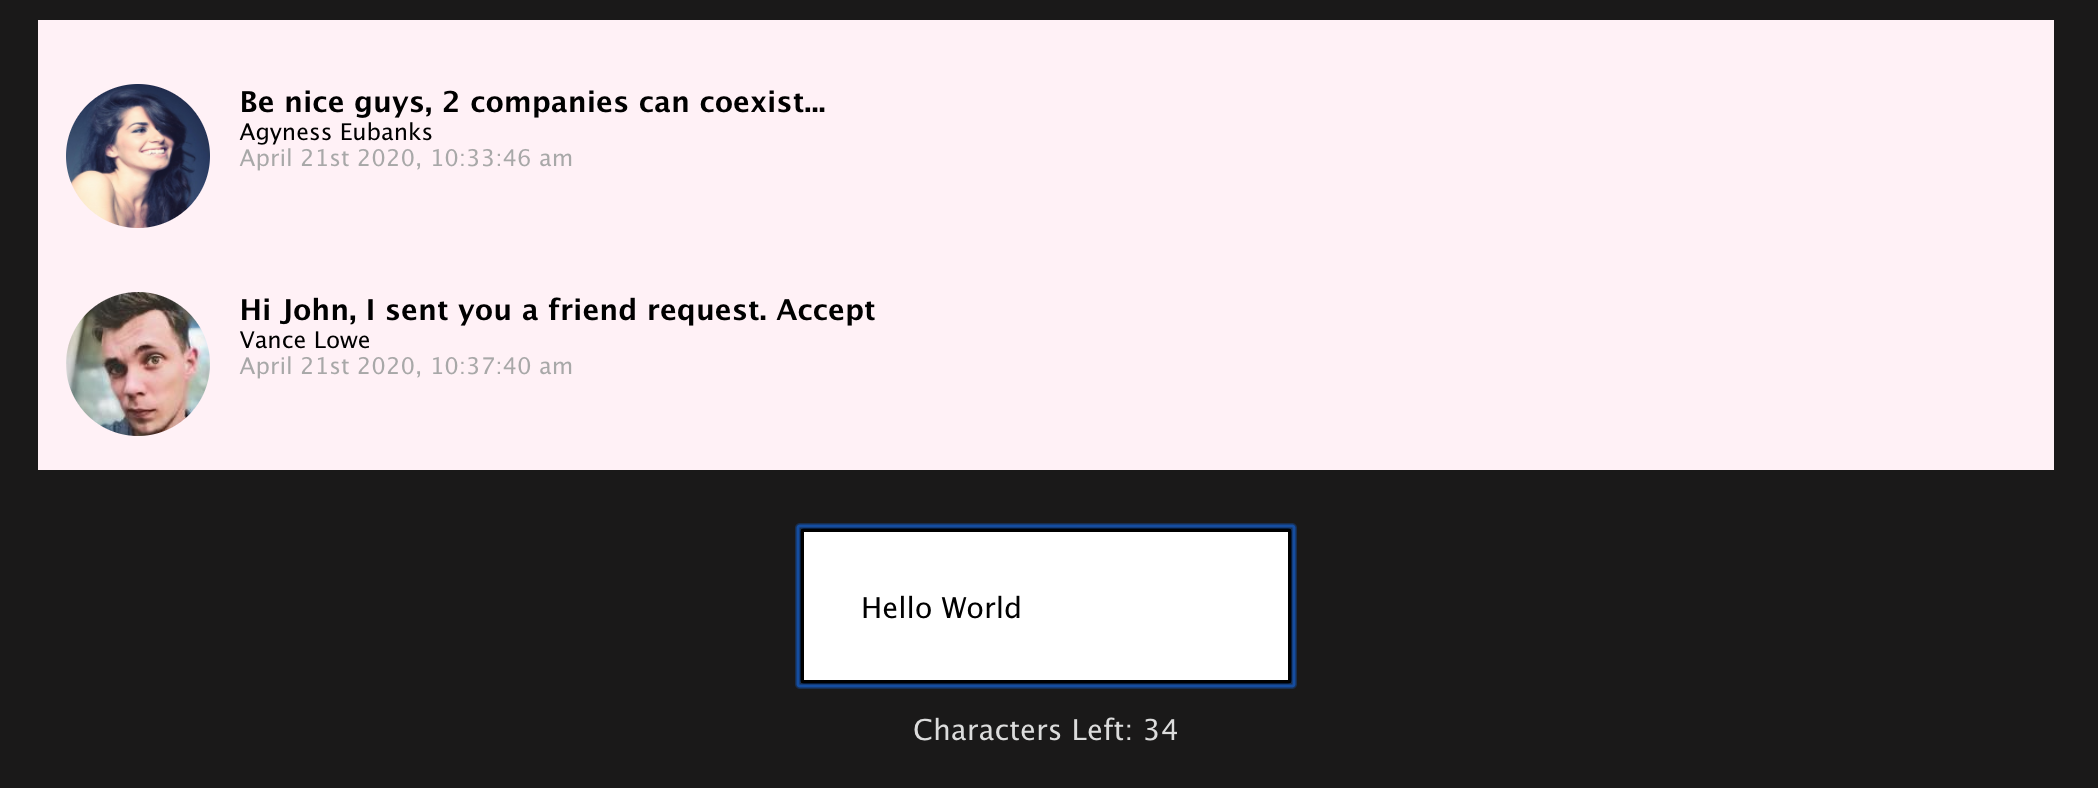 Be nice guys, 2 companies can coexist...
Agyness Eubanks
April 21st 2020, 10:33:46 am
Hi John, I sent you a friend request. Accept
Vance Lowe
April 21st 2020, 10:37:40 am
Hello World
Characters Left: 34